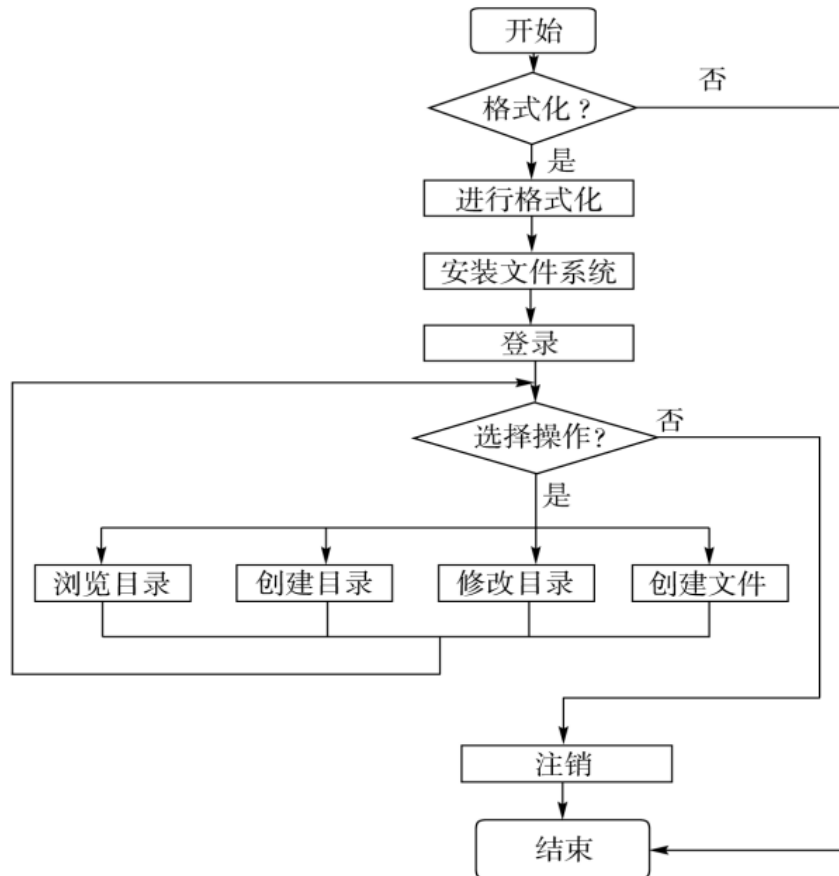 开始
否
格式化？
是
进行格式化
安装文件系统
登录
选择操作?
否
是
浏览目录
创建目录
修改目录
创建文件
注销
结束